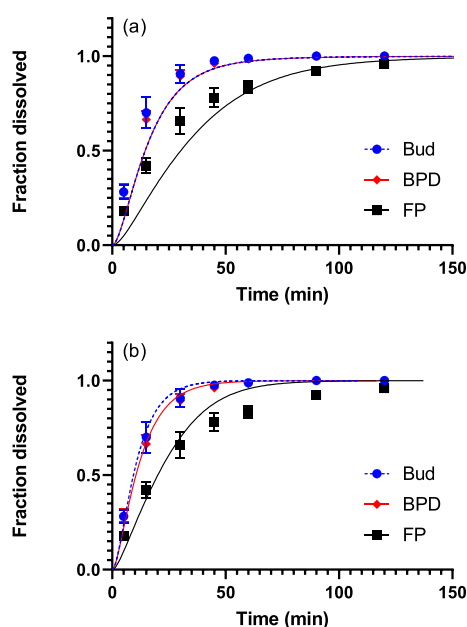 (a)
Fraction dissolved
1.0
0.5
0.0
Bud
BPD
FP
0 50 100 150
Time (min)
(b)
Fraction dissolved
1.0
0.5
0.0
Bud
BPD
FP
0 50 100 150
Time (min)